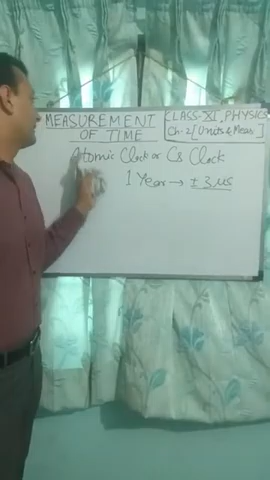 MEASUREMENT OF TIME
CLASS-XI, PHYSICS
Ch-2 [Units & Meas]
Atomic Clock or Cs Clock
1 Year → ± 3 μs